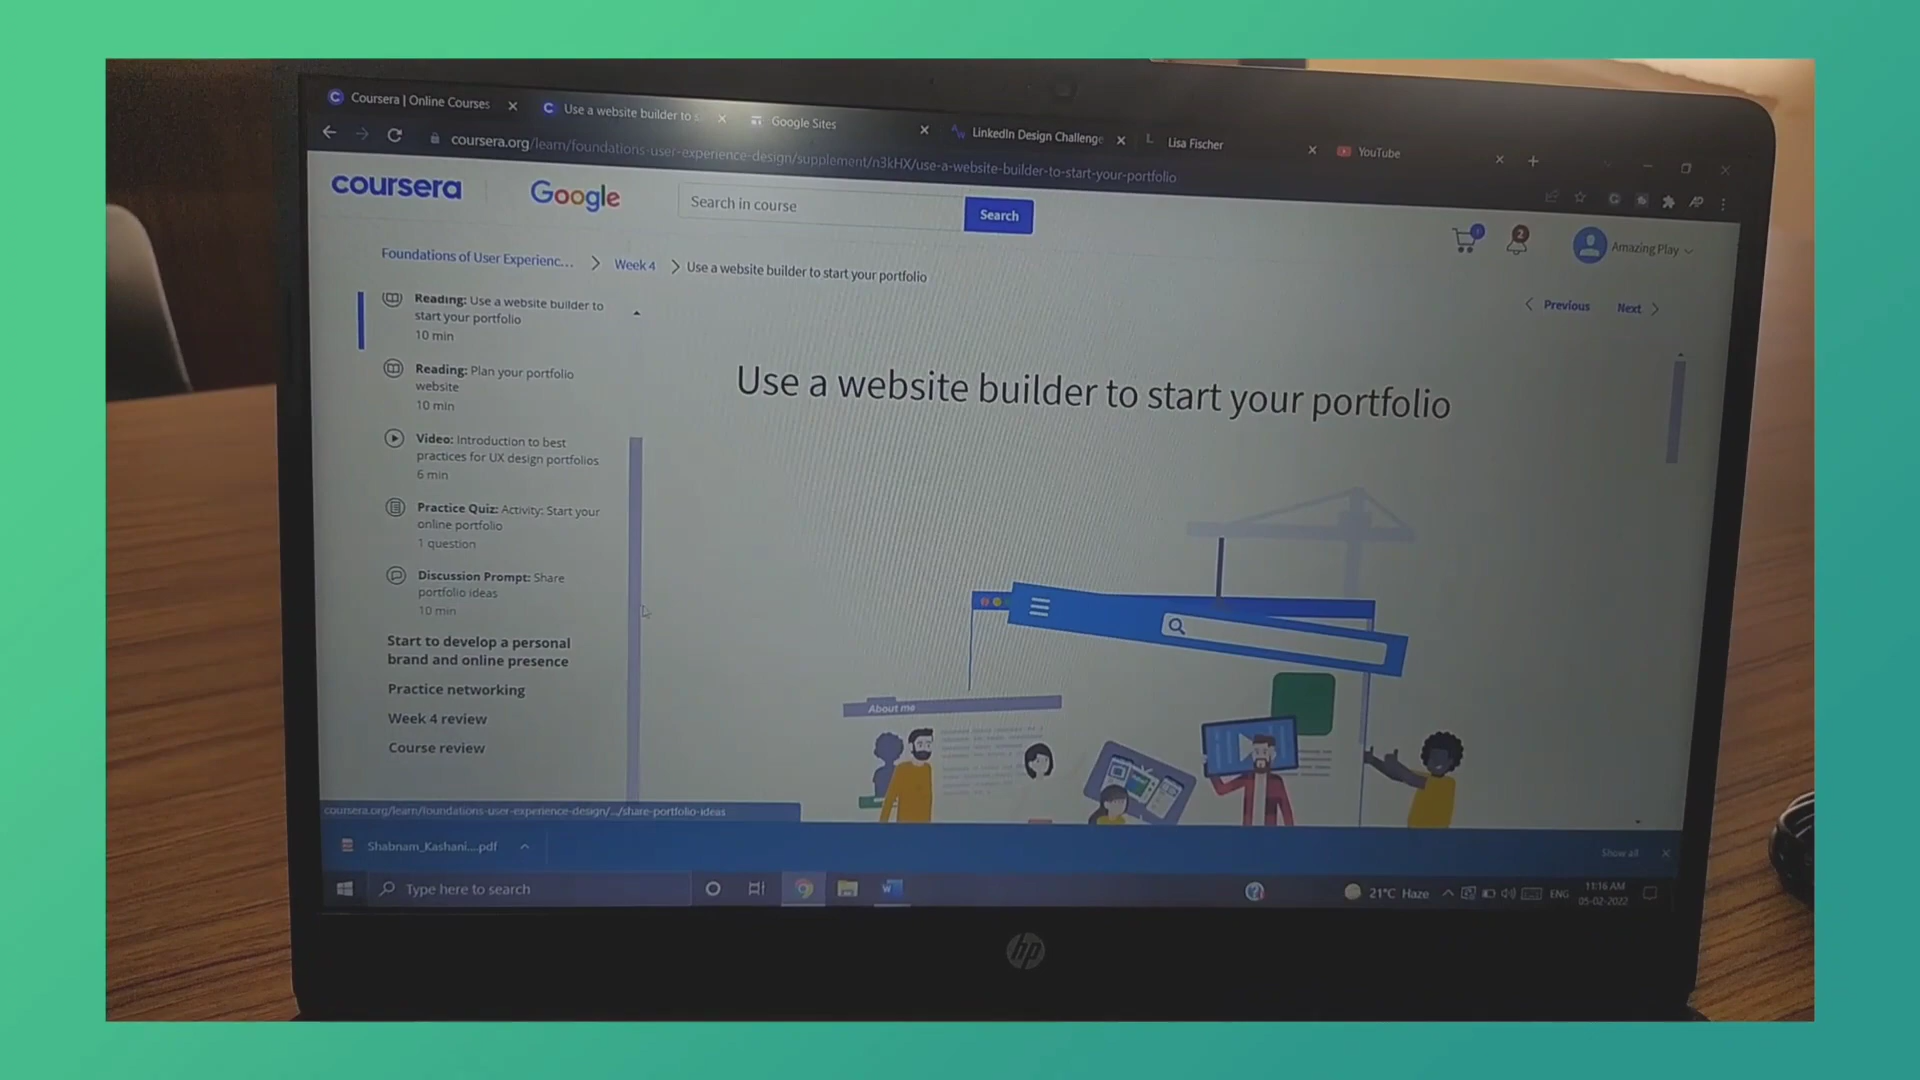 Coursera | Online Courses
Use a website builder to s
Google Sites
LinkedIn Design Challenge
Lisa Fischer
YouTube
coursera.org/learn/foundations-user-experience-design/supplement/n3kHX/use-a-website-builder-to-start-your-portfolio
coursera
Google
Search in course
Search
2
Amazing Play
Foundations of User Experienc...
Week 4
Use a website builder to start your portfolio
Previous
Next
Reading: Use a website builder to
start your portfolio
10 min
Reading: Plan your portfolio
website
10 min
Video: Introduction to best
practices for UX design portfolios
6 min
Practice Quiz: Activity: Start your
online portfolio
1 question
Discussion Prompt: Share
portfolio ideas
10 min
Start to develop a personal
brand and online presence
Practice networking
Week 4 review
Course review
Use a website builder to start your portfolio
About me
coursera.org/learn/foundations-user-experience-design/.../share-portfolio-ideas
Shabnam_Kashani....pdf
Show all
Type here to search
21°C Haze
ENG
11:16 AM
05-02-2022
hp